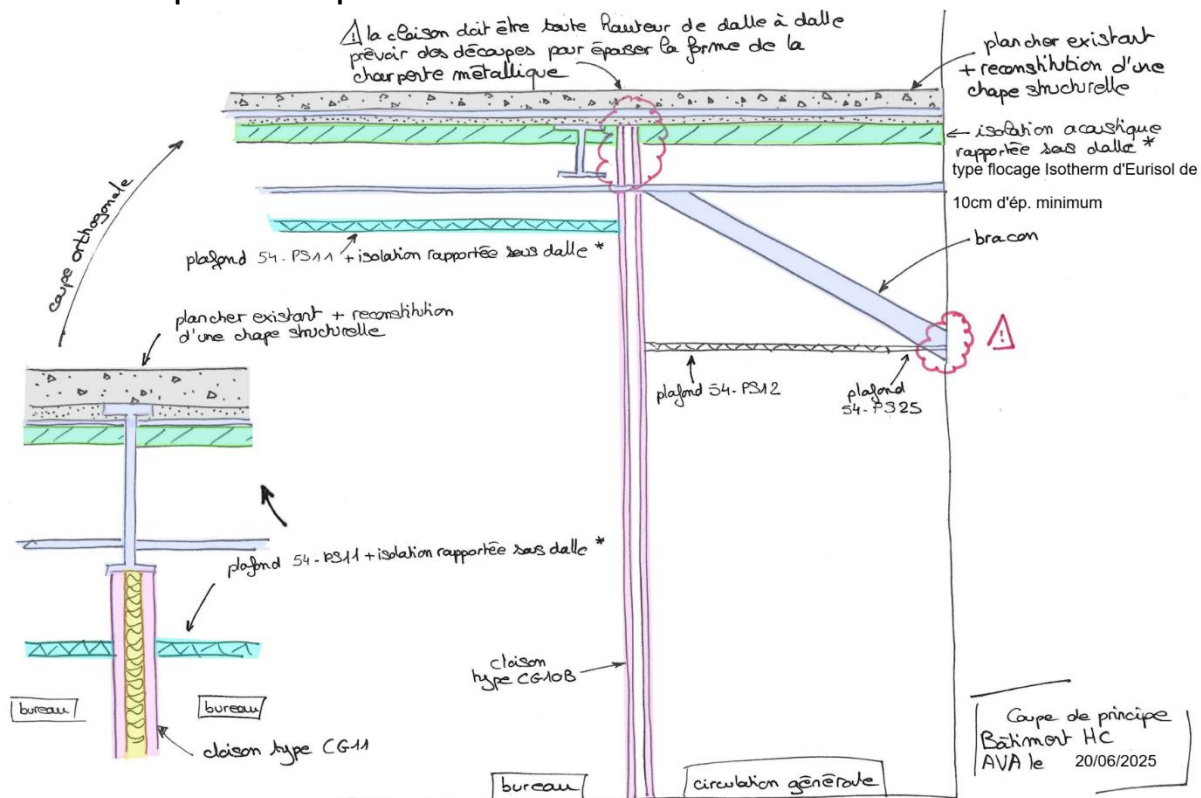 ⚠ la cloison doit être toute hauteur de dalle à dalle
prévoir des découpes pour épouser la forme de la
charpente métallique
plancher existant
+ reconstitution d'une
chape structurelle
← isolation acoustique
rapportée sous dalle *
type flocage Isotherm d'Eurisol de
10cm d'ép. minimum
bracon
coupe orthogonale
plafond 54-PS11 + isolation rapportée sous dalle *
plancher existant + reconstitution
d'une chape structurelle
plafond 54-PS12
plafond
54-PS25
plafond 54-PS11 + isolation rapportée sous dalle *
cloison
type CG10B
bureau
bureau
cloison type CG11
bureau
circulation générale
Coupe de principe
Bâtiment HC
AVA le 20/06/2025